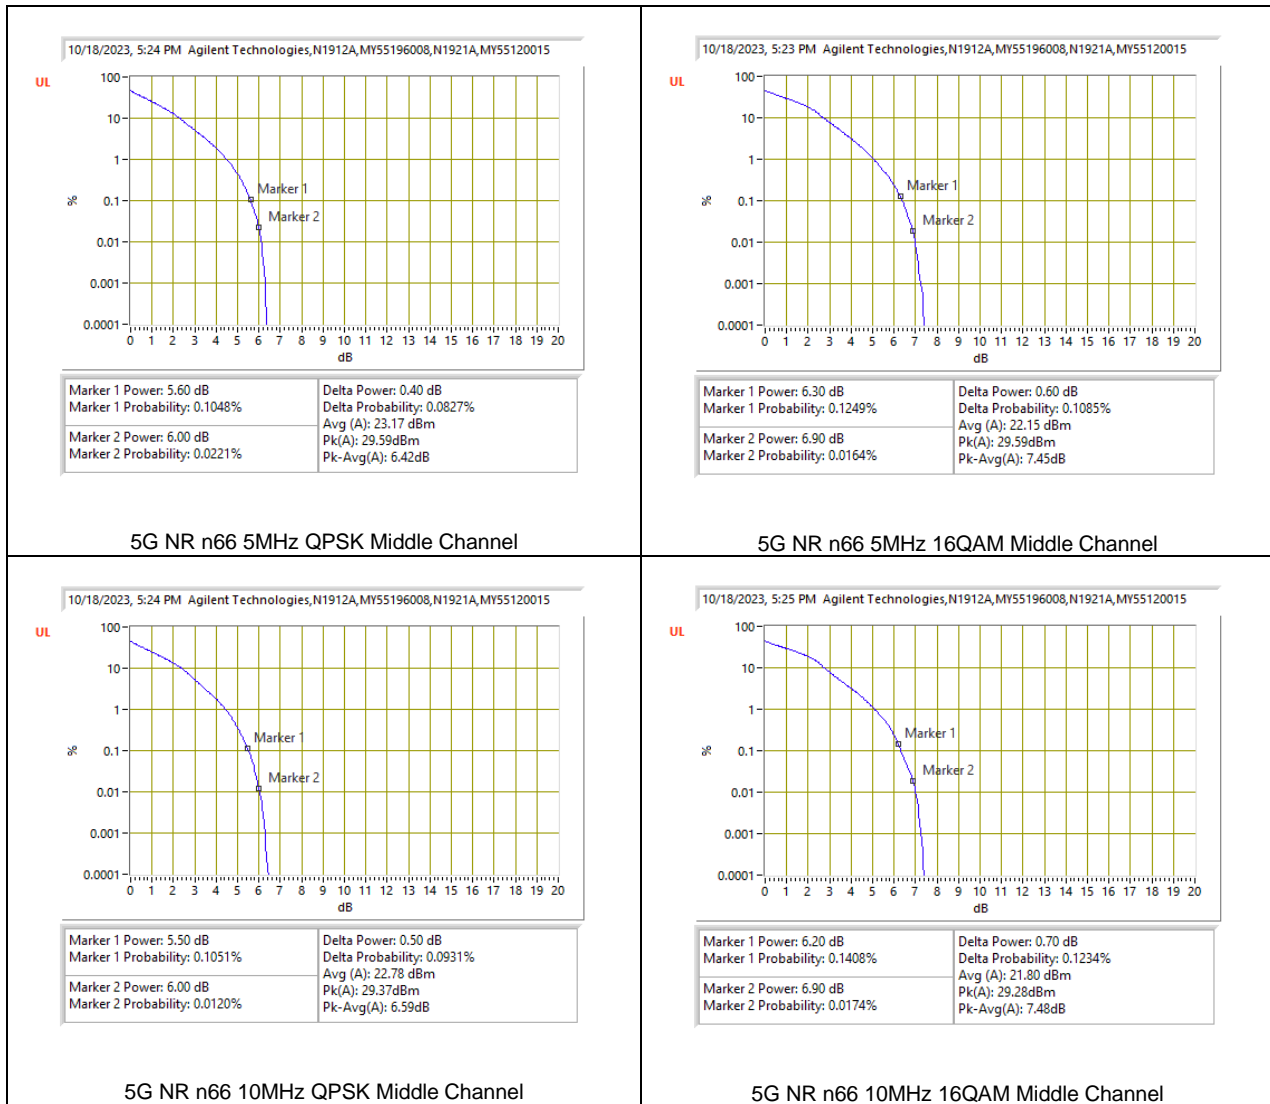 10/18/2023, 5:24 PM Agilent Technologies,N1912A,MY55196008,N1921A,MY55120015
UL
100
10
1
%
0.1
0.01
0.001
0.0001
Marker 1
Marker 2
0 1 2 3 4 5 6 7 8 9 10 11 12 13 14 15 16 17 18 19 20
dB
Marker 1 Power: 5.60 dB
Marker 1 Probability: 0.1048%
Marker 2 Power: 6.00 dB
Marker 2 Probability: 0.0221%
Delta Power: 0.40 dB
Delta Probability: 0.0827%
Avg (A): 23.17 dBm
Pk(A): 29.59dBm
Pk-Avg(A): 6.42dB
5G NR n66 5MHz QPSK Middle Channel
10/18/2023, 5:23 PM Agilent Technologies,N1912A,MY55196008,N1921A,MY55120015
UL
100
10
1
%
0.1
0.01
0.001
0.0001
Marker 1
Marker 2
0 1 2 3 4 5 6 7 8 9 10 11 12 13 14 15 16 17 18 19 20
dB
Marker 1 Power: 6.30 dB
Marker 1 Probability: 0.1249%
Marker 2 Power: 6.90 dB
Marker 2 Probability: 0.0164%
Delta Power: 0.60 dB
Delta Probability: 0.1085%
Avg (A): 22.15 dBm
Pk(A): 29.59dBm
Pk-Avg(A): 7.45dB
5G NR n66 5MHz 16QAM Middle Channel
10/18/2023, 5:24 PM Agilent Technologies,N1912A,MY55196008,N1921A,MY55120015
UL
100
10
1
%
0.1
0.01
0.001
0.0001
Marker 1
Marker 2
0 1 2 3 4 5 6 7 8 9 10 11 12 13 14 15 16 17 18 19 20
dB
Marker 1 Power: 5.50 dB
Marker 1 Probability: 0.1051%
Marker 2 Power: 6.00 dB
Marker 2 Probability: 0.0120%
Delta Power: 0.50 dB
Delta Probability: 0.0931%
Avg (A): 22.78 dBm
Pk(A): 29.37dBm
Pk-Avg(A): 6.59dB
5G NR n66 10MHz QPSK Middle Channel
10/18/2023, 5:25 PM Agilent Technologies,N1912A,MY55196008,N1921A,MY55120015
UL
100
10
1
%
0.1
0.01
0.001
0.0001
Marker 1
Marker 2
0 1 2 3 4 5 6 7 8 9 10 11 12 13 14 15 16 17 18 19 20
dB
Marker 1 Power: 6.20 dB
Marker 1 Probability: 0.1408%
Marker 2 Power: 6.90 dB
Marker 2 Probability: 0.0174%
Delta Power: 0.70 dB
Delta Probability: 0.1234%
Avg (A): 21.80 dBm
Pk(A): 29.28dBm
Pk-Avg(A): 7.48dB
5G NR n66 10MHz 16QAM Middle Channel